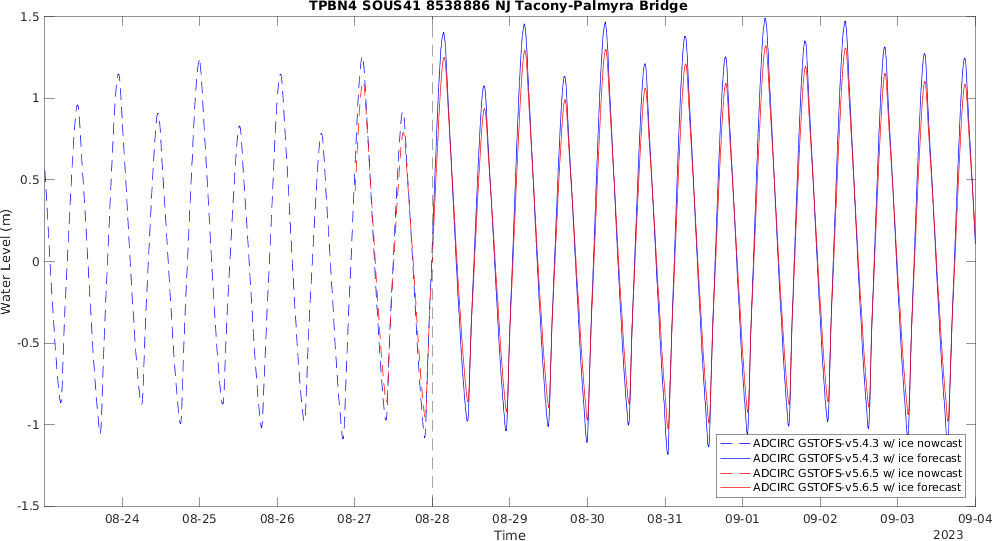 TPBN4 SOUS41 8538886 NJ Tacony-Palmyra Bridge
1.5
1
0.5
0
-0.5
-1
-1.5
Water Level (m)
08-24 08-25 08-26 08-27 08-28 08-29 08-30 08-31 09-01 09-02 09-03 09-04
Time
2023
ADCIRC GSTOFS-v5.4.3 w/ ice nowcast
ADCIRC GSTOFS-v5.4.3 w/ ice forecast
ADCIRC GSTOFS-v5.6.5 w/ ice nowcast
ADCIRC GSTOFS-v5.6.5 w/ ice forecast